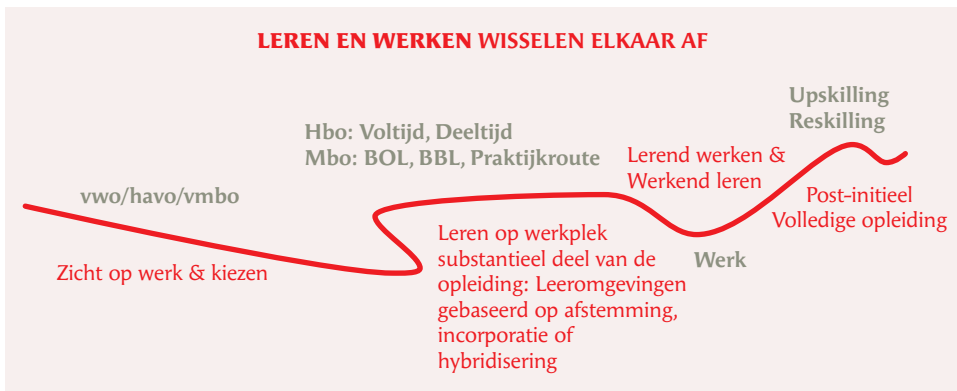 LEREN EN WERKEN WISSELEN ELKAAR AF
vwo/havo/vmbo
Zicht op werk & kiezen
Hbo: Voltijd, Deeltijd
Mbo: BOL, BBL, Praktijkroute
Leren op werkplek
substantieel deel van de
opleiding: Leeromgevingen
gebaseerd op afstemming,
incorporatie of
hybridisering
Lerend werken &
Werkend leren
Werk
Upskilling
Reskilling
Post-initieel
Volledige opleiding